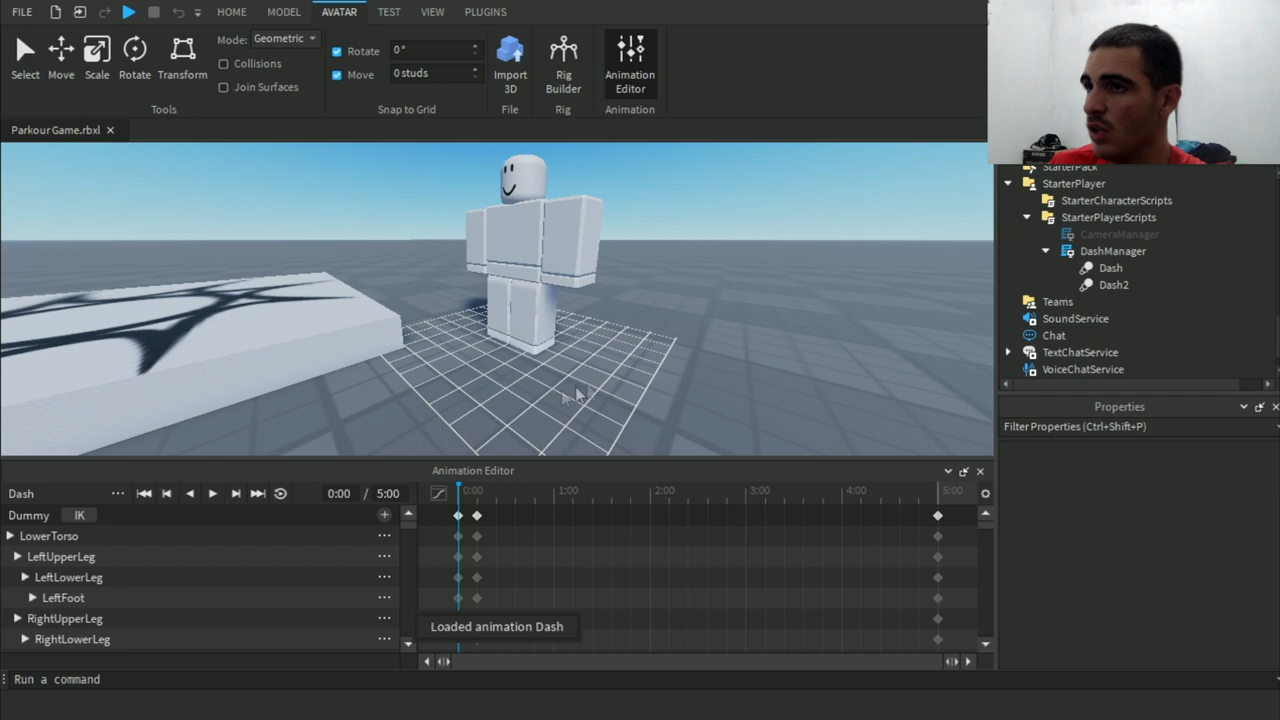 FILE HOME MODEL AVATAR TEST VIEW PLUGINS
Select Move Scale Rotate Transform
Mode: Geometric
Collisions
Join Surfaces
Tools
Rotate 0°
Move 0 studs
Snap to Grid
Import 3D
File
Rig Builder
Rig
Animation Editor
Animation
Parkour Game.rbxl
StarterPack
StarterPlayer
StarterCharacterScripts
StarterPlayerScripts
CameraManager
DashManager
Dash
Dash2
Teams
SoundService
Chat
TextChatService
VoiceChatService
Properties
Filter Properties (Ctrl+Shift+P)
Animation Editor
Dash 0:00 / 5:00 0:00 1:00 2:00 3:00 4:00 5:00
Dummy IK
LowerTorso
LeftUpperLeg
LeftLowerLeg
LeftFoot
RightUpperLeg
RightLowerLeg
Loaded animation Dash
Run a command